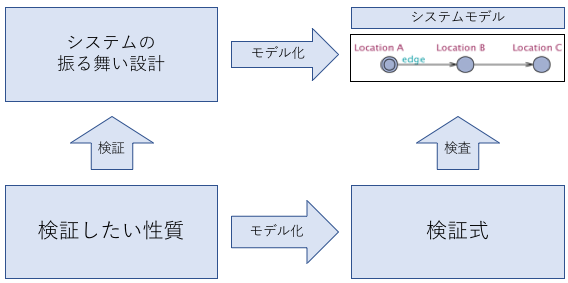 システムの
振る舞い設計
モデル化
システムモデル
Location A
Location B
Location C
edge
検証
検査
検証したい性質
モデル化
検証式